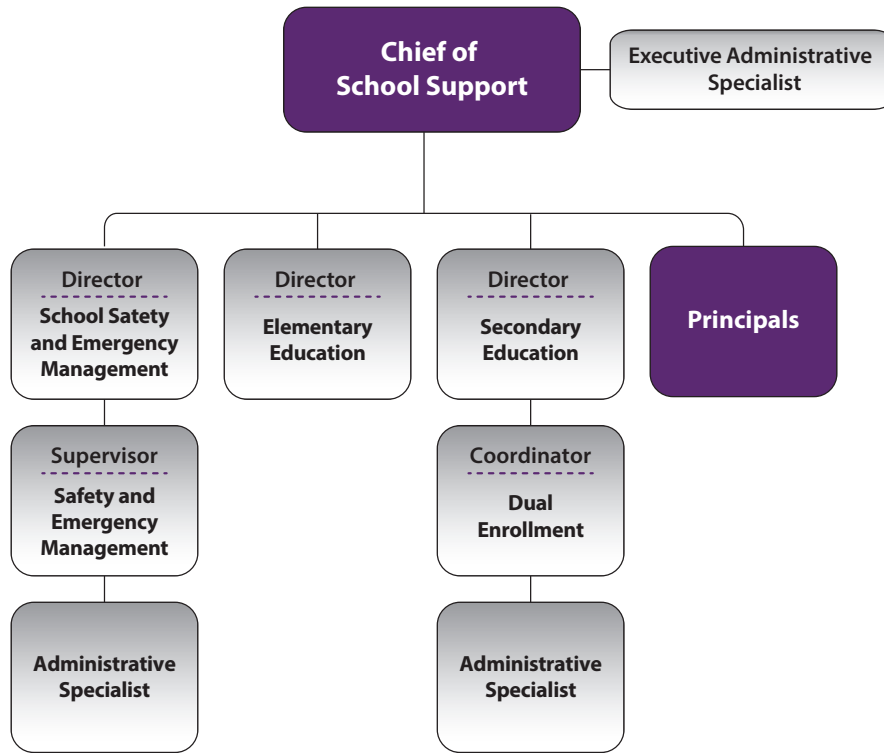 Chief of
School Support
Executive Administrative
Specialist
Director
School Satety
and Emergency
Management
Director
Elementary
Education
Director
Secondary
Education
Principals
Supervisor
Safety and
Emergency
Management
Coordinator
Dual
Enrollment
Administrative
Specialist
Administrative
Specialist